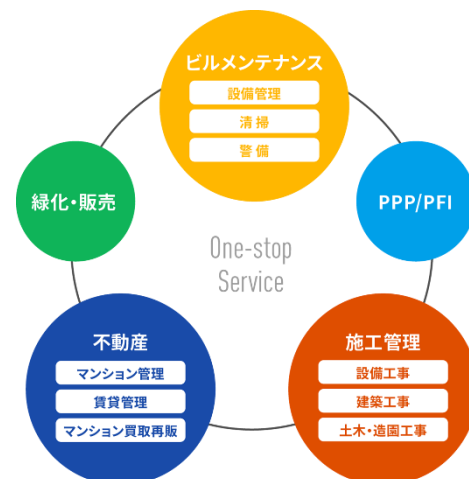 ビルメンテナンス
設備管理
清掃
警備
緑化・販売
PPP/PFI
One-stop
Service
不動産
マンション管理
賃貸管理
マンション買取再販
施工管理
設備工事
建築工事
土木・造園工事